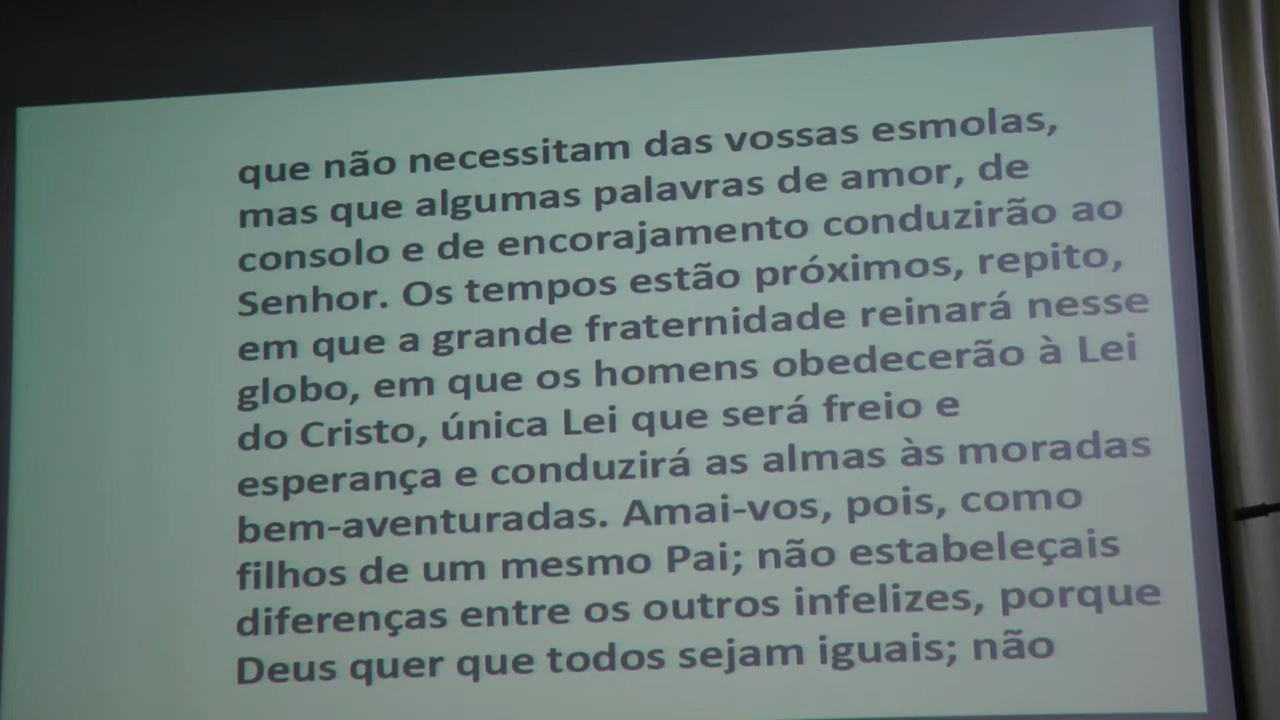 que não necessitam das vossas esmolas,
mas que algumas palavras de amor, de
consolo e de encorajamento conduzirão ao
Senhor. Os tempos estão próximos, repito,
em que a grande fraternidade reinará nesse
globo, em que os homens obedecerão à Lei
do Cristo, única Lei que será freio e
esperança e conduzirá as almas às moradas
bem-aventuradas. Amai-vos, pois, como
filhos de um mesmo Pai; não estabeleçais
diferenças entre os outros infelizes, porque
Deus quer que todos sejam iguais; não